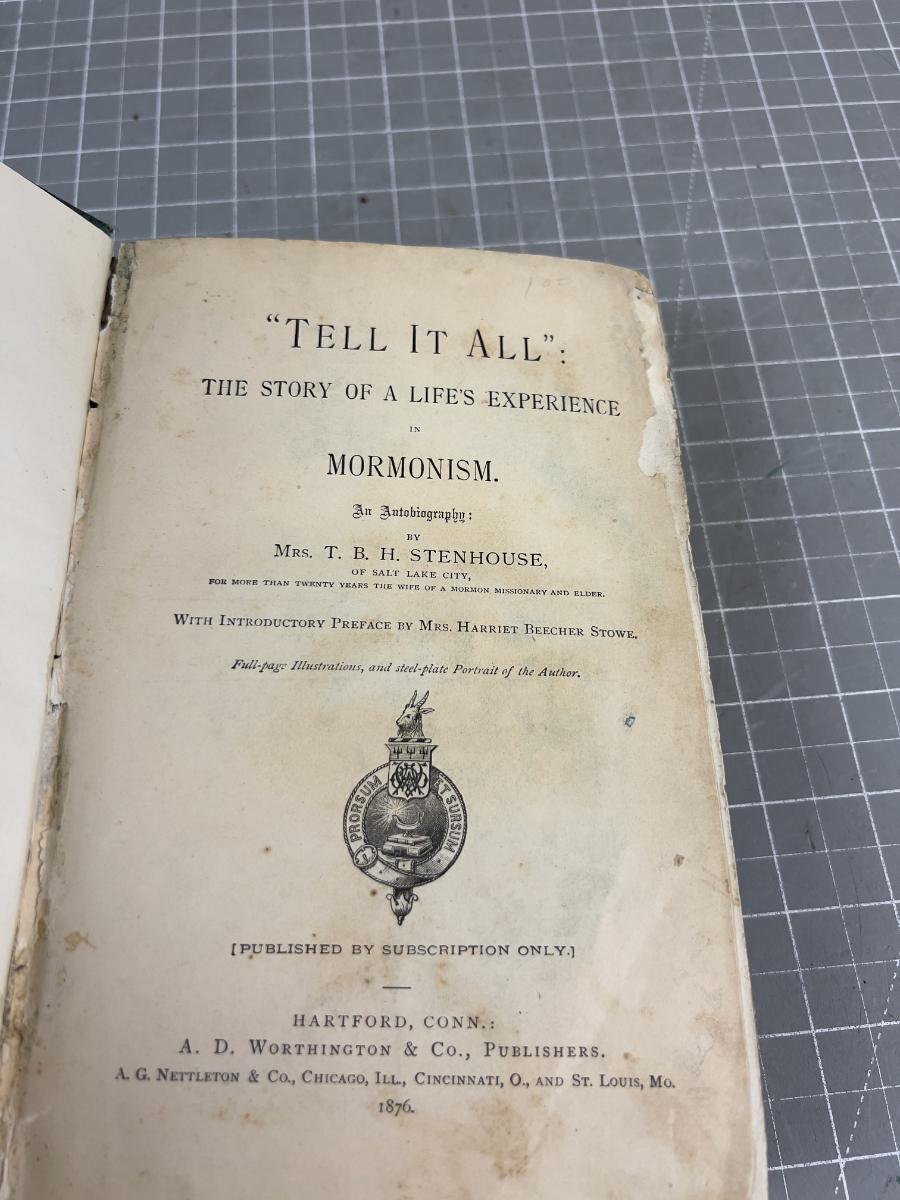 "TELL IT ALL":
THE STORY OF A LIFE'S EXPERIENCE
IN
MORMONISM.
An Autobiography:
BY
MRS. T. B. H. STENHOUSE,
OF SALT LAKE CITY,
FOR MORE THAN TWENTY YEARS THE WIFE OF A MORMON MISSIONARY AND ELDER.
WITH INTRODUCTORY PREFACE BY MRS. HARRIET BEECHER STOWE.
Full-page Illustrations, and steel-plate Portrait of the Author.
PRORSUM ET SURSUM
[PUBLISHED BY SUBSCRIPTION ONLY.]
HARTFORD, CONN.:
A. D. WORTHINGTON & CO., PUBLISHERS.
A. G. NETTLETON & CO., CHICAGO, ILL., CINCINNATI, O., AND ST. LOUIS, MO.
1876.